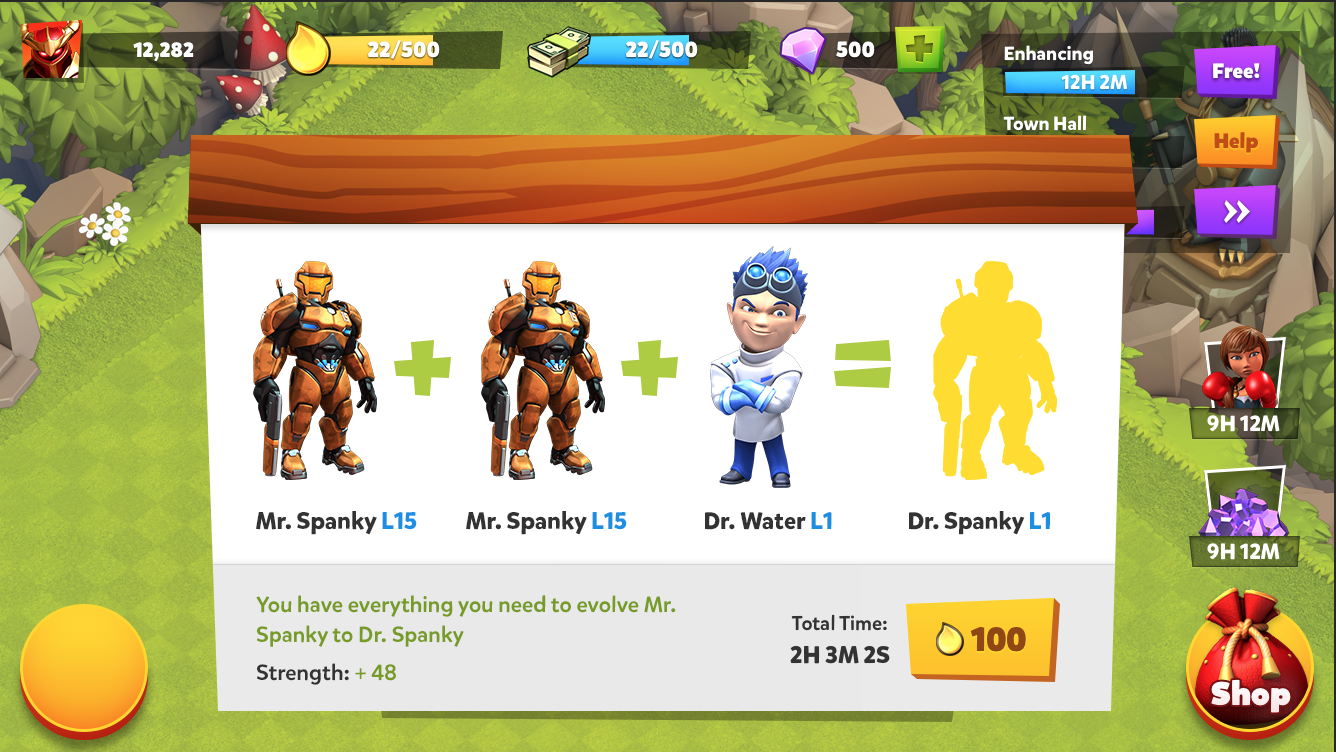 12,282
22/500
22/500
500
Enhancing
12H 2M
Free!
Town Hall
Help
Mr. Spanky L15
Mr. Spanky L15
Dr. Water L1
Dr. Spanky L1
You have everything you need to evolve Mr.
Spanky to Dr. Spanky
Strength: + 48
Total Time:
2H 3M 2S
100
9H 12M
9H 12M
Shop